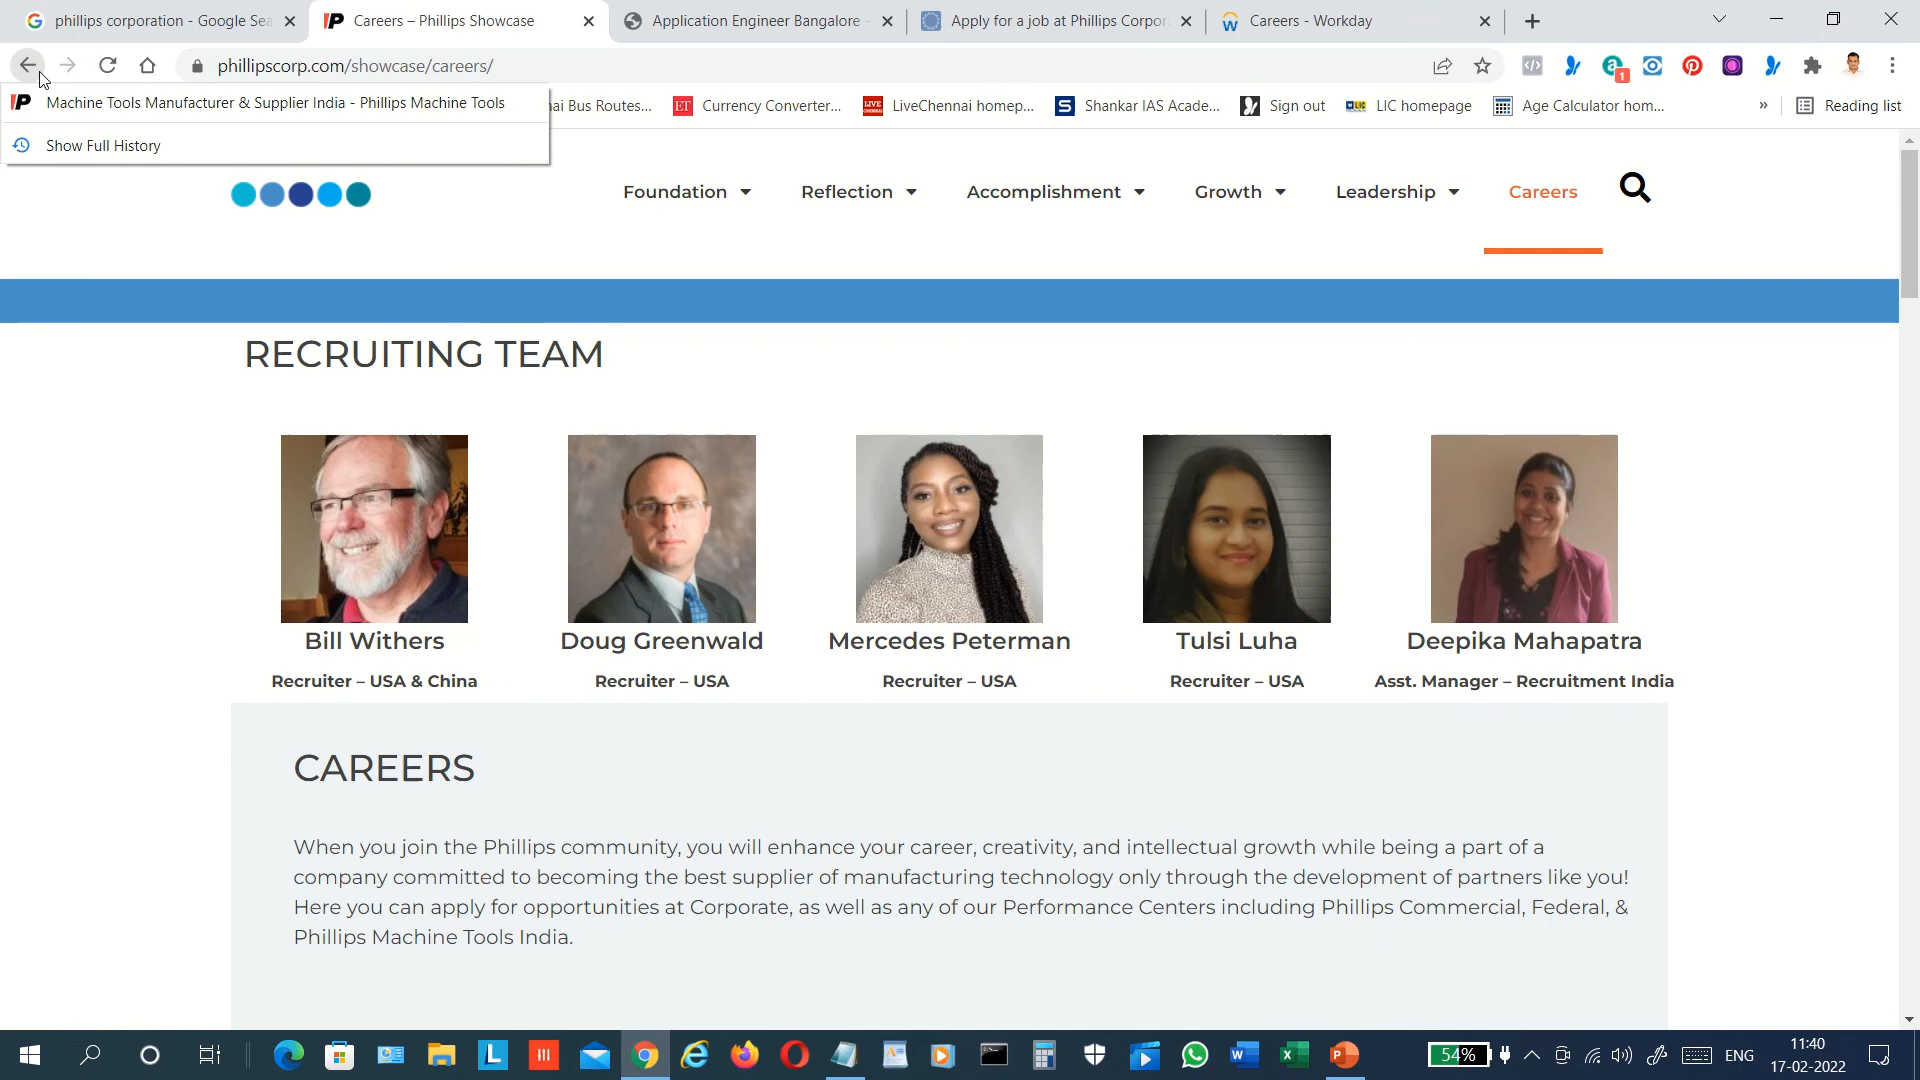 phillips corporation - Google Sea
Careers – Phillips Showcase
Application Engineer Bangalore -
Apply for a job at Phillips Corpor
Careers - Workday
phillipscorp.com/showcase/careers/
1
Machine Tools Manufacturer & Supplier India - Phillips Machine Tools
Show Full History
nai Bus Routes...
ET
Currency Converter...
LIVE
CHENNAI
LiveChennai homep...
S
Shankar IAS Acade...
Sign out
LIC
LIC homepage
Age Calculator hom...
»
Reading list
Foundation
Reflection
Accomplishment
Growth
Leadership
Careers
RECRUITING TEAM
Bill Withers
Doug Greenwald
Mercedes Peterman
Tulsi Luha
Deepika Mahapatra
Recruiter – USA & China
Recruiter – USA
Recruiter – USA
Recruiter – USA
Asst. Manager – Recruitment India
CAREERS
When you join the Phillips community, you will enhance your career, creativity, and intellectual growth while being a part of a
company committed to becoming the best supplier of manufacturing technology only through the development of partners like you!
Here you can apply for opportunities at Corporate, as well as any of our Performance Centers including Phillips Commercial, Federal, &
Phillips Machine Tools India.
54%
ENG
11:40
17-02-2022